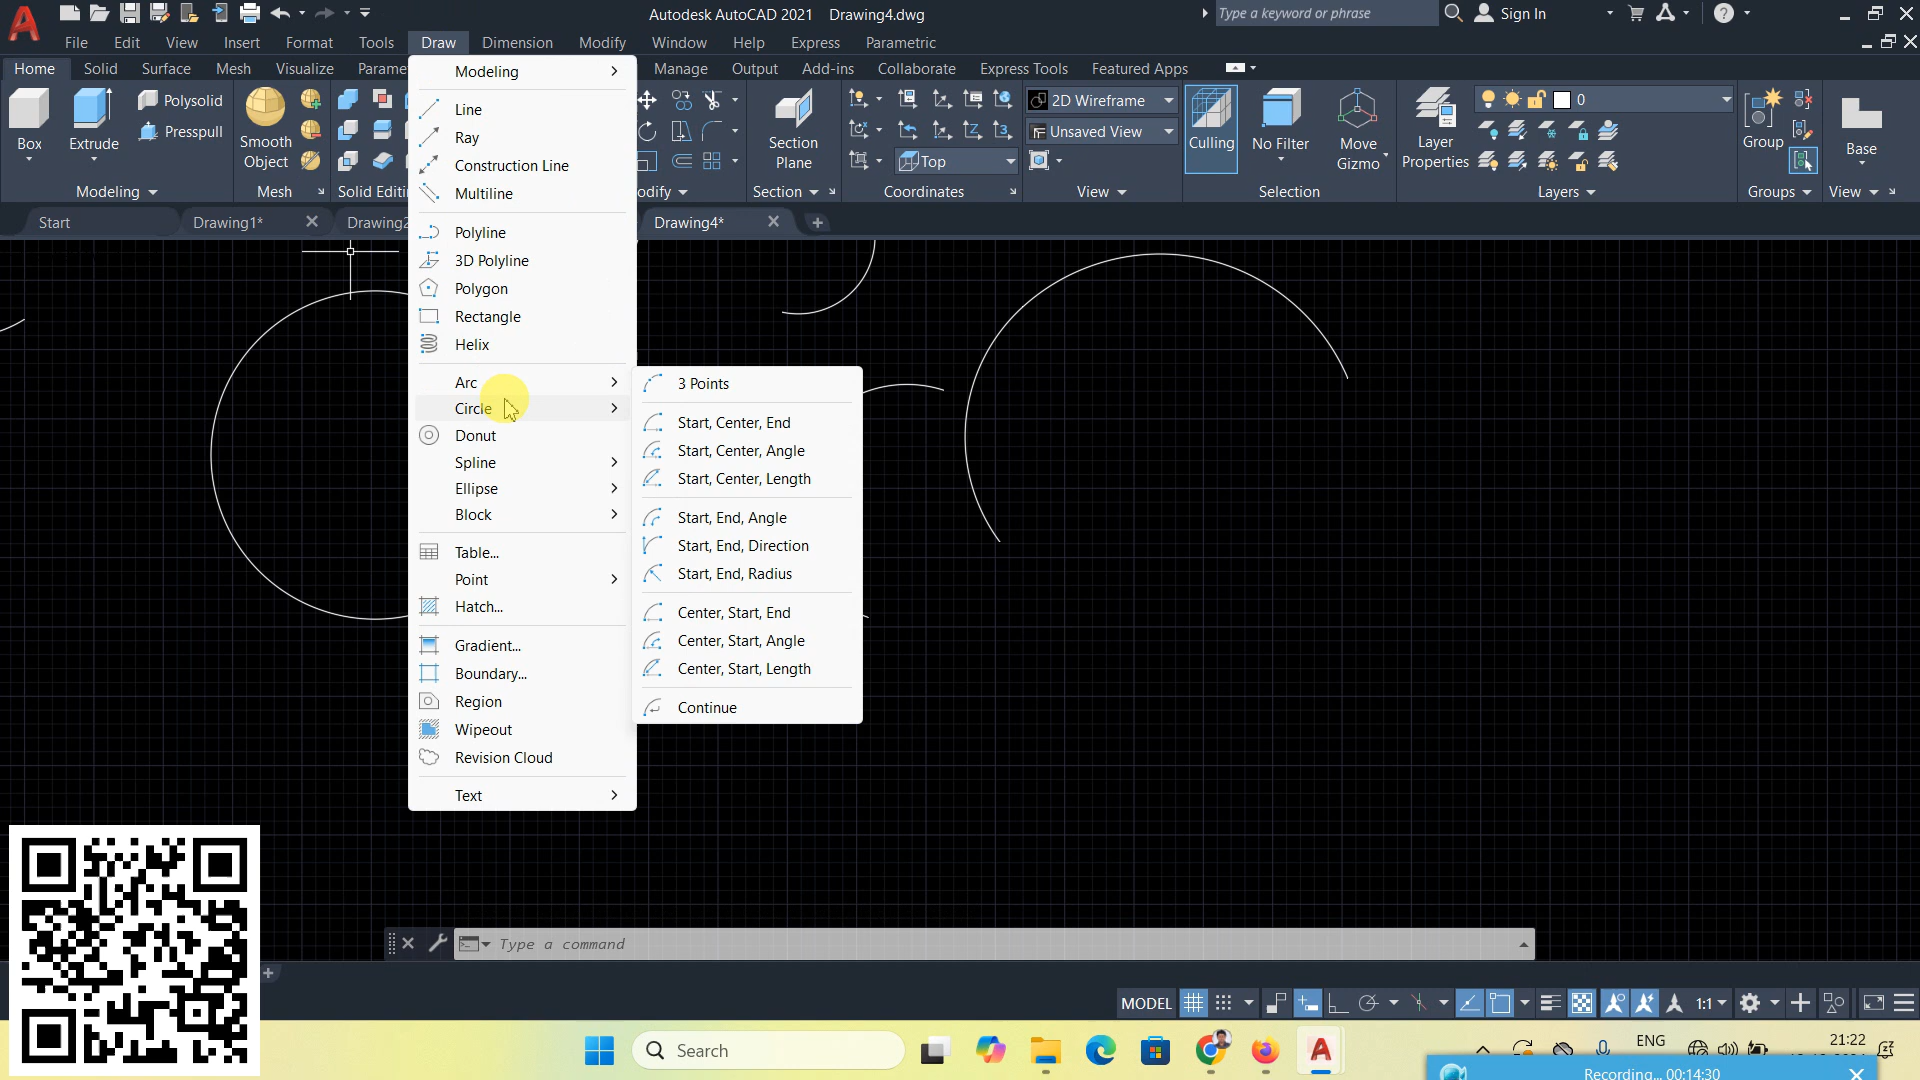 Autodesk AutoCAD 2021 Drawing4.dwg
Type a keyword or phrase
Sign In
File Edit View Insert Format Tools Draw Dimension Modify Window Help Express Parametric
Home Solid Surface Mesh Visualize Parame Manage Output Add-ins Collaborate Express Tools Featured Apps
Box
Extrude
Polysolid
Presspull
Smooth
Object
Section
Plane
Top
2D Wireframe
Unsaved View
Culling
No Filter
Move
Gizmo
Layer
Properties
0
Group
Base
Modeling
Mesh
Solid Editi
odify
Section
Coordinates
View
Selection
Layers
Groups
View
Start
Drawing1*
Drawing2
Drawing4*
Modeling
Line
Ray
Construction Line
Multiline
Polyline
3D Polyline
Polygon
Rectangle
Helix
Arc
Circle
Donut
Spline
Ellipse
Block
Table...
Point
Hatch...
Gradient...
Boundary...
Region
Wipeout
Revision Cloud
Text
3 Points
Start, Center, End
Start, Center, Angle
Start, Center, Length
Start, End, Angle
Start, End, Direction
Start, End, Radius
Center, Start, End
Center, Start, Angle
Center, Start, Length
Continue
Type a command
MODEL
1:1
Search
ENG
21:22
Recording... 00:14:30